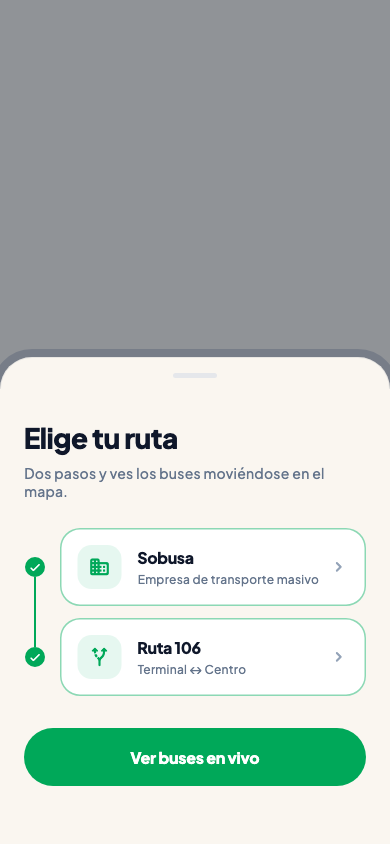 Elige tu ruta
Dos pasos y ves los buses moviéndose en el
mapa.
Sobusa
Empresa de transporte masivo
Ruta 106
Terminal ↔ Centro
Ver buses en vivo